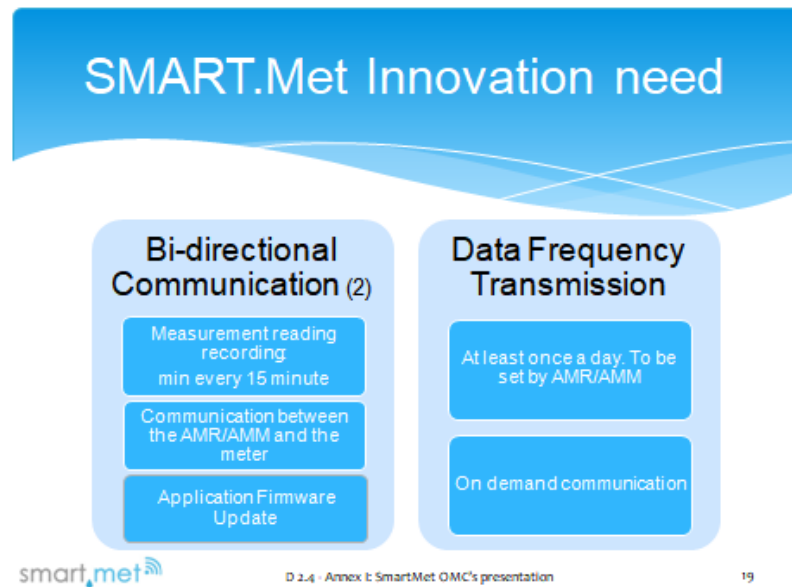 SMART.Met Innovation need
Bi-directional
Communication (2)
Measurement reading
recording:
min every 15 minute
Communication between
the AMR/AMM and the
meter
Application Firmware
Update
Data Frequency
Transmission
At least once a day. To be
set by AMR/AMM
On demand communication
smart.met
D 2.4 - Annex I: SmartMet OMC's presentation
19